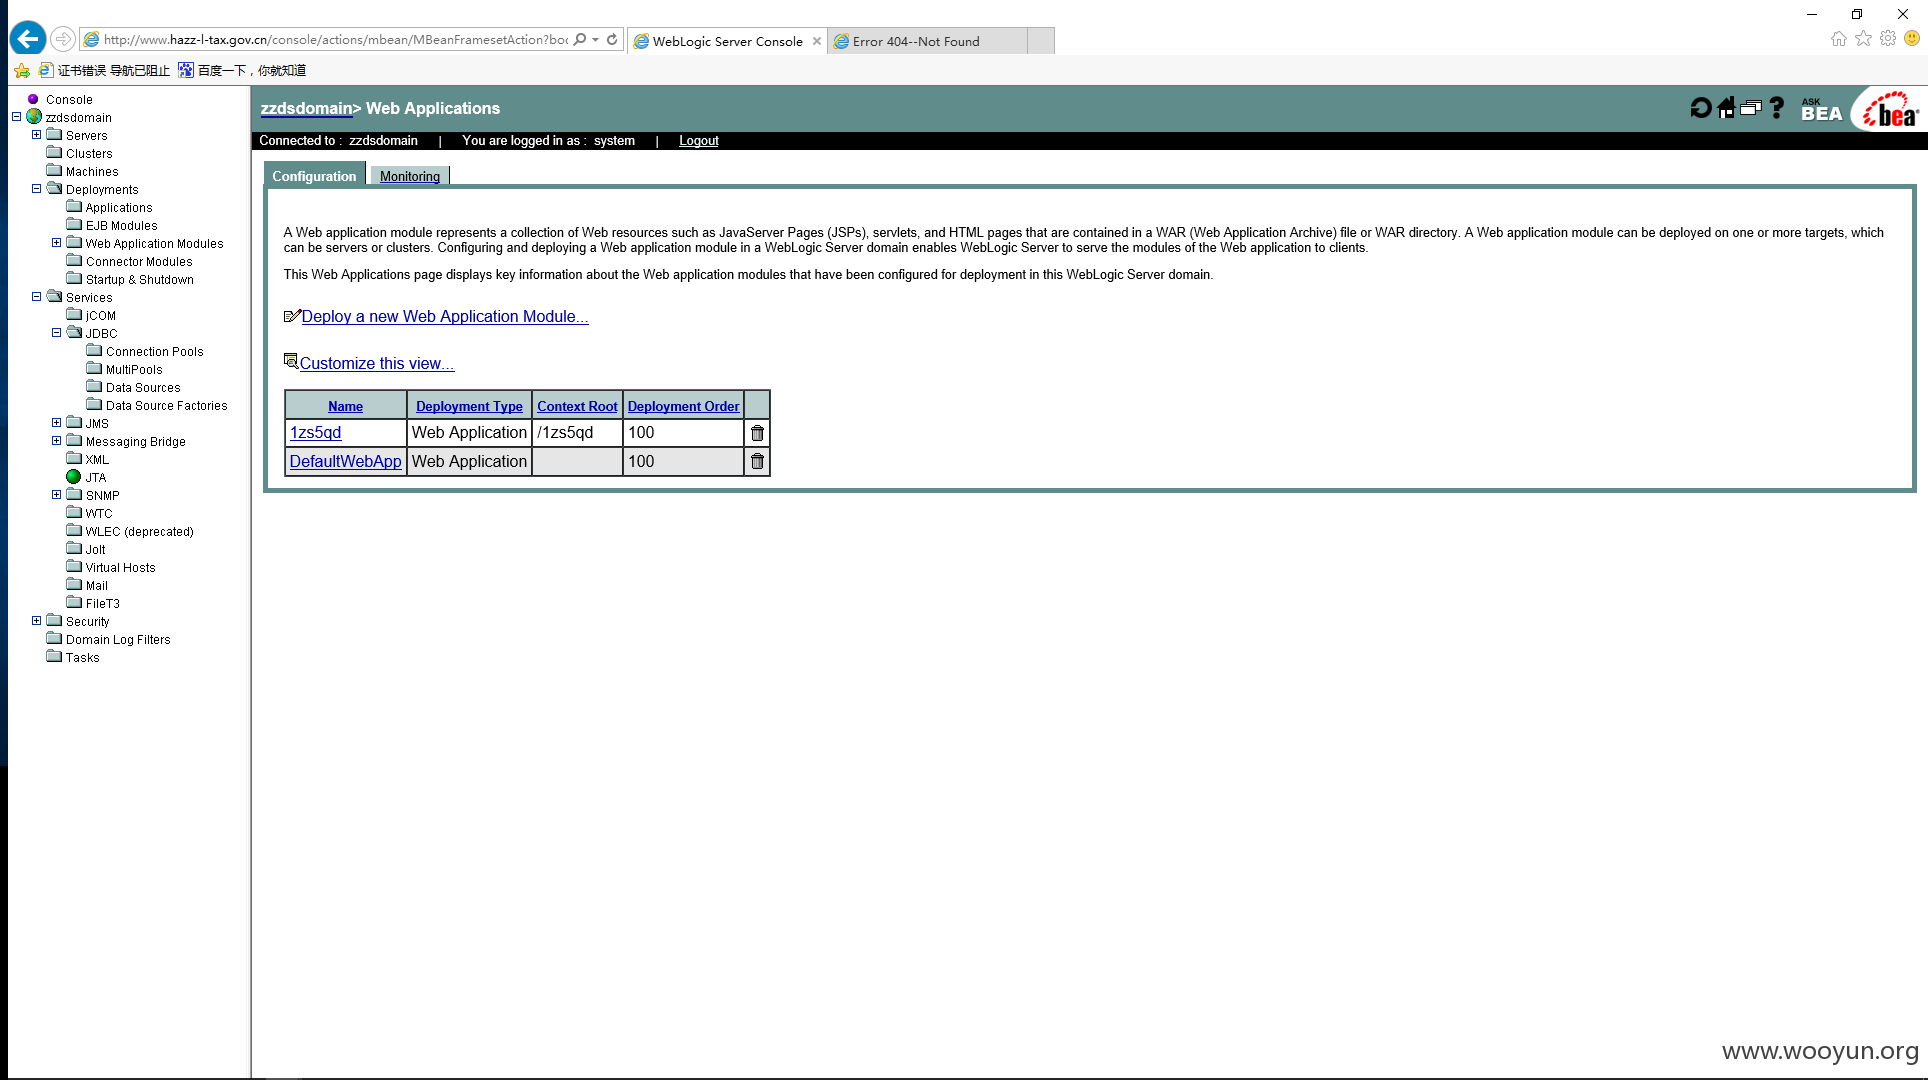 http://www.hazz-l-tax.gov.cn/console/actions/mbean/MBeanFramesetAction?boc
WebLogic Server Console
Error 404--Not Found
证书错误 导航已阻止
百度一下，你就知道
Console
zzdsdomain
Servers
Clusters
Machines
Deployments
Applications
EJB Modules
Web Application Modules
Connector Modules
Startup & Shutdown
Services
jCOM
JDBC
Connection Pools
MultiPools
Data Sources
Data Source Factories
JMS
Messaging Bridge
XML
JTA
SNMP
WTC
WLEC (deprecated)
Jolt
Virtual Hosts
Mail
FileT3
Security
Domain Log Filters
Tasks
zzdsdomain> Web Applications
ASK BEA
bea
Connected to : zzdsdomain | You are logged in as : system | Logout
Configuration Monitoring
A Web application module represents a collection of Web resources such as JavaServer Pages (JSPs), servlets, and HTML pages that are contained in a WAR (Web Application Archive) file or WAR directory. A Web application module can be deployed on one or more targets, which
can be servers or clusters. Configuring and deploying a Web application module in a WebLogic Server domain enables WebLogic Server to serve the modules of the Web application to clients.
This Web Applications page displays key information about the Web application modules that have been configured for deployment in this WebLogic Server domain.
Deploy a new Web Application Module...
Customize this view...
Name Deployment Type Context Root Deployment Order
1zs5qd Web Application /1zs5qd 100
DefaultWebApp Web Application 100
www.wooyun.org